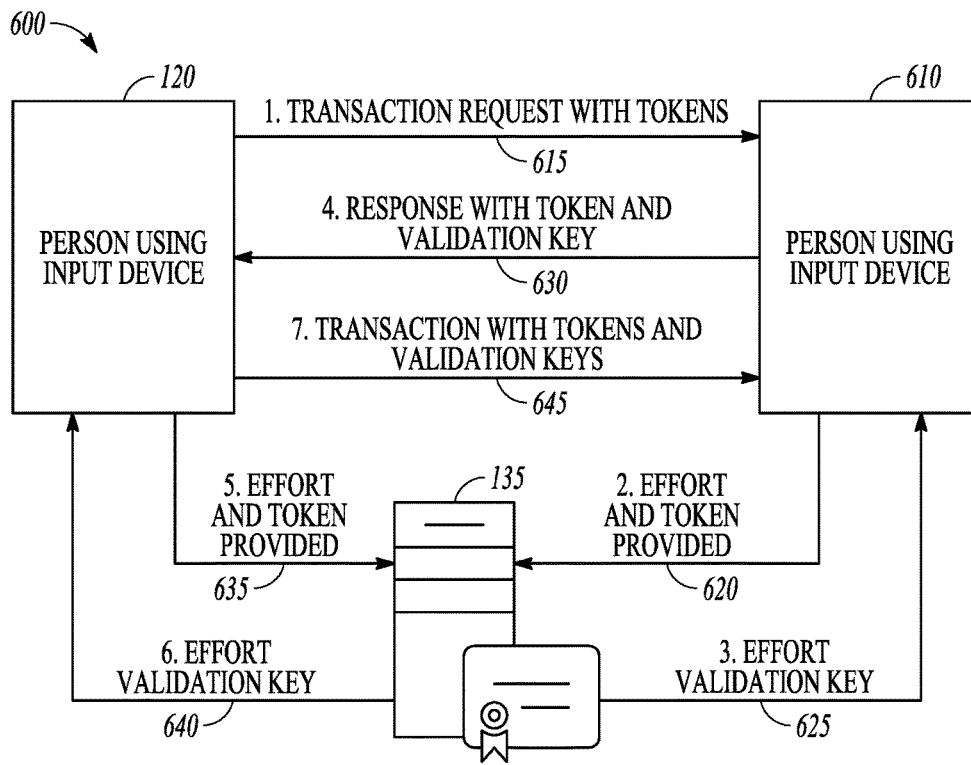 600
120
610
1. TRANSACTION REQUEST WITH TOKENS
615
4. RESPONSE WITH TOKEN AND
VALIDATION KEY
630
PERSON USING
INPUT DEVICE
PERSON USING
INPUT DEVICE
7. TRANSACTION WITH TOKENS AND
VALIDATION KEYS
645
5. EFFORT
AND TOKEN
PROVIDED
635
135
2. EFFORT
AND TOKEN
PROVIDED
620
6. EFFORT
VALIDATION KEY
640
3. EFFORT
VALIDATION KEY
625